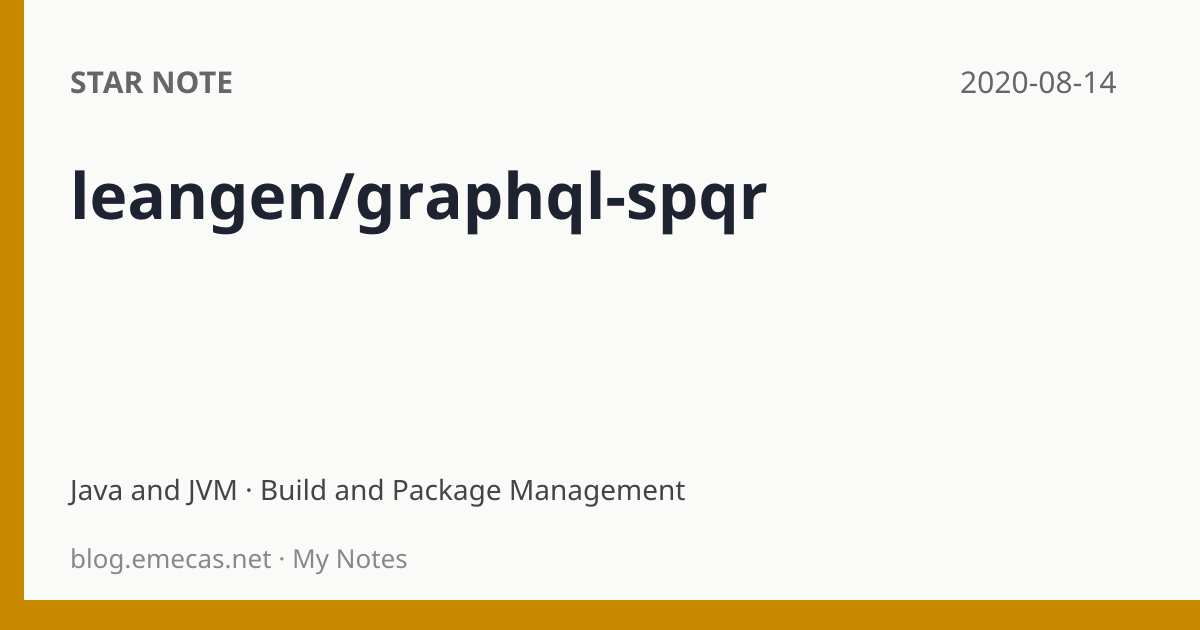 STAR NOTE
2020-08-14
leangen/graphql-spqr
Java and JVM · Build and Package Management
blog.emecas.net · My Notes